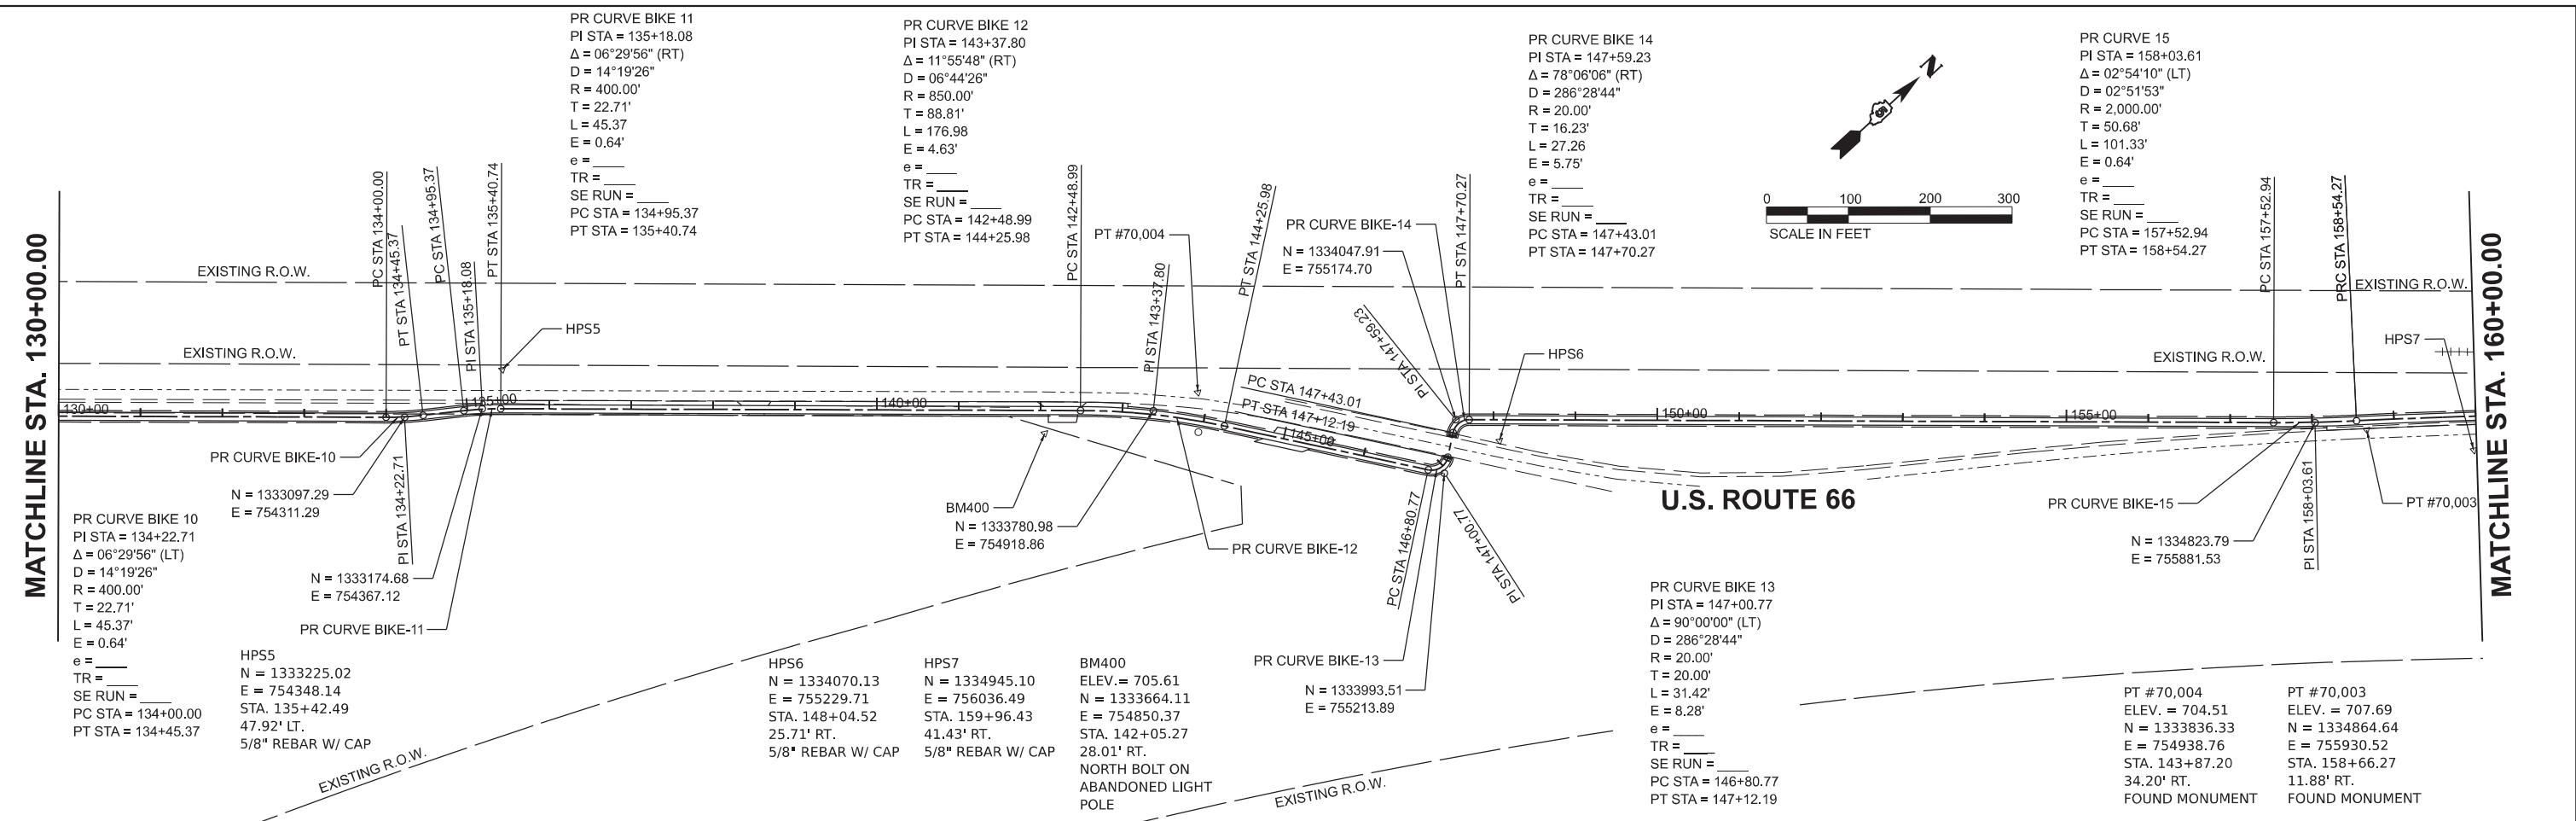 PR CURVE BIKE 11
PI STA = 135+18.08
Δ = 06°29'56" (RT)
D = 14°19'26"
R = 400.00'
T = 22.71'
L = 45.37
E = 0.64'
e = ____
TR = ____
SE RUN = ____
PC STA = 134+95.37
PT STA = 135+40.74
PR CURVE BIKE 12
PI STA = 143+37.80
Δ = 11°55'48" (RT)
D = 06°44'26"
R = 850.00'
T = 88.81'
L = 176.98
E = 4.63'
e = ____
TR = ____
SE RUN = ____
PC STA = 142+48.99
PT STA = 144+25.98
PR CURVE BIKE 14
PI STA = 147+59.23
Δ = 78°06'06" (RT)
D = 286°28'44"
R = 20.00'
T = 16.23'
L = 27.26
E = 5.75'
e = ____
TR = ____
SE RUN = ____
PC STA = 147+43.01
PT STA = 147+70.27
N
5
0 100 200 300
SCALE IN FEET
PR CURVE 15
PI STA = 158+03.61
Δ = 02°54'10" (LT)
D = 02°51'53"
R = 2,000.00'
T = 50.68'
L = 101.33'
E = 0.64'
e = ____
TR = ____
SE RUN = ____
PC STA = 157+52.94
PT STA = 158+54.27
MATCHLINE STA. 130+00.00
EXISTING R.O.W.
EXISTING R.O.W.
PC STA 134+00.00
PT STA 134+45.37
PC STA 134+95.37
PI STA 135+18.08
PT STA 135+40.74
HPS5
PC STA 142+48.99
PT #70,004
PI STA 143+37.80
PT STA 144+25.98
PR CURVE BIKE-14
N = 1334047.91
E = 755174.70
PT STA 147+70.27
PI STA 147+59.23
PC STA 147+43.01
PT STA 147+12.19
HPS6
PC STA 157+52.94
PRC STA 158+54.27
EXISTING R.O.W.
EXISTING R.O.W.
HPS7
MATCHLINE STA. 160+00.00
130+00
135+00
140+00
145+00
150+00
155+00
PR CURVE BIKE-10
N = 1333097.29
E = 754311.29
PI STA 134+22.71
N = 1333174.68
E = 754367.12
PR CURVE BIKE-11
BM400
N = 1333780.98
E = 754918.86
PR CURVE BIKE-12
PC STA 146+80.77
PI STA 147+00.77
U.S. ROUTE 66
PR CURVE BIKE-15
N = 1334823.79
E = 755881.53
PI STA 158+03.61
PT #70,003
PR CURVE BIKE 10
PI STA = 134+22.71
Δ = 06°29'56" (LT)
D = 14°19'26"
R = 400.00'
T = 22.71'
L = 45.37'
E = 0.64'
e = ____
TR = ____
SE RUN = ____
PC STA = 134+00.00
PT STA = 134+45.37
HPS5
N = 1333225.02
E = 754348.14
STA. 135+42.49
47.92' LT.
5/8" REBAR W/ CAP
EXISTING R.O.W.
HPS6
N = 1334070.13
E = 755229.71
STA. 148+04.52
25.71' RT.
5/8" REBAR W/ CAP
HPS7
N = 1334945.10
E = 756036.49
STA. 159+96.43
41.43' RT.
5/8" REBAR W/ CAP
BM400
ELEV.= 705.61
N = 1333664.11
E = 754850.37
STA. 142+05.27
28.01' RT.
NORTH BOLT ON
ABANDONED LIGHT
POLE
PR CURVE BIKE-13
N = 1333993.51
E = 755213.89
EXISTING R.O.W.
PR CURVE BIKE 13
PI STA = 147+00.77
Δ = 90°00'00" (LT)
D = 286°28'44"
R = 20.00'
T = 20.00'
L = 31.42'
E = 8.28'
e = ____
TR = ____
SE RUN = ____
PC STA = 146+80.77
PT STA = 147+12.19
PT #70,004
ELEV. = 704.51
N = 1333836.33
E = 754938.76
STA. 143+87.20
34.20' RT.
FOUND MONUMENT
PT #70,003
ELEV. = 707.69
N = 1334864.64
E = 755930.52
STA. 158+66.27
11.88' RT.
FOUND MONUMENT